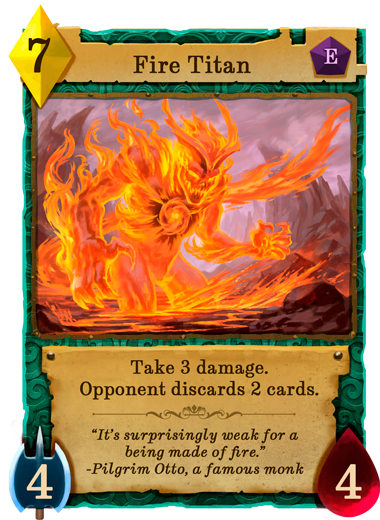 7
Fire Titan
E
Take 3 damage.
Opponent discards 2 cards.
“It’s surprisingly weak for a
being made of fire.”
-Pilgrim Otto, a famous monk
4
4